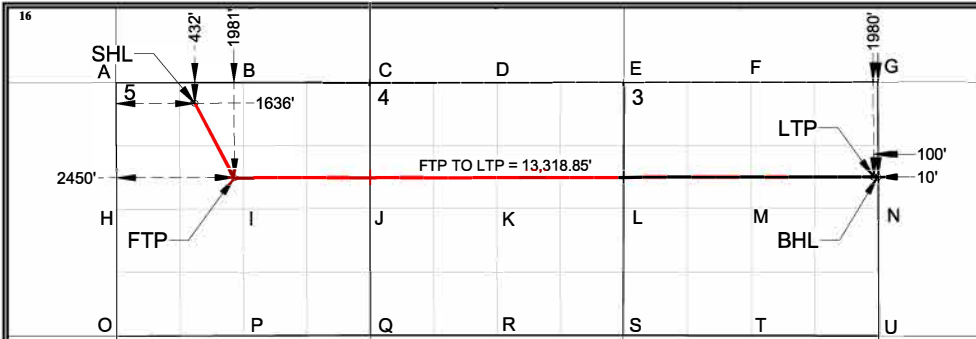 16
432'
1981'
1980'
SHL
A
B
C
D
E
F
G
5
4
3
1636'
LTP
100'
FTP TO LTP = 13,318.85'
2450'
10'
H
I
J
K
L
M
N
FTP
BHL
O
P
Q
R
S
T
U